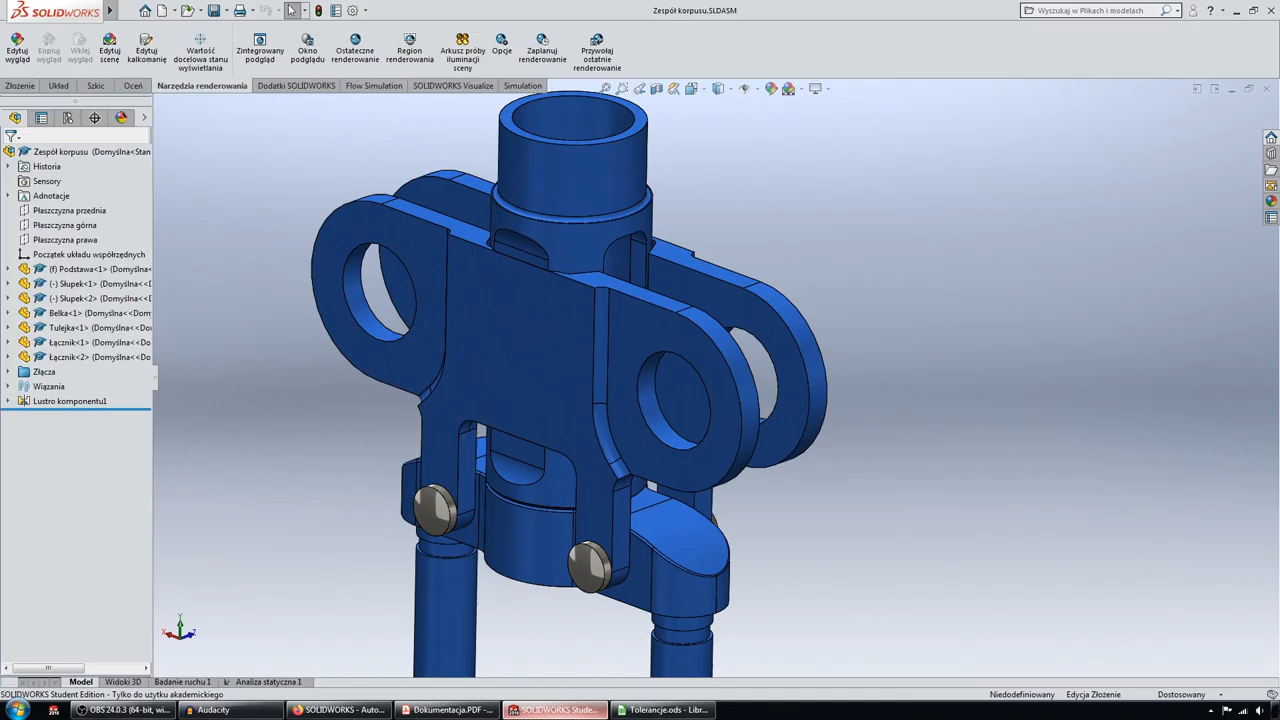 SOLIDWORKS
Zespół korpusu.SLDASM
Wyszukaj w Plikach i modelach
Edytuj wygląd
Kopiuj wygląd
Wklej wygląd
Edytuj scenę
Edytuj kalkomanię
Wartość docelowa stanu wyświetlania
Zintegrowany podgląd
Okno podglądu
Ostateczne renderowanie
Region renderowania
Arkusz próby iluminacji sceny
Opcje
Zaplanuj renderowanie
Przywołaj ostatnie renderowanie
Złożenie
Układ
Szkic
Oceń
Narzędzia renderowania
Dodatki SOLIDWORKS
Flow Simulation
SOLIDWORKS Visualize
Simulation
Zespół korpusu (Domyślna<Stan
Historia
Sensory
Adnotacje
Płaszczyzna przednia
Płaszczyzna górna
Płaszczyzna prawa
Początek układu współrzędnych
(f) Podstawa<1> (Domyślna<
(-) Słupek<1> (Domyślna<<D
(-) Słupek<2> (Domyślna<<D
Belka<1> (Domyślna<<Dom
Tulejka<1> (Domyślna<<Do
Łącznik<1> (Domyślna<<Do
Łącznik<2> (Domyślna<<Do
Złącza
Wiązania
Lustro komponentu1
Y
X
Z
Model
Widoki 3D
Badanie ruchu 1
Analiza statyczna 1
SOLIDWORKS Student Edition - Tylko do użytku akademickiego
Niedodefiniowany
Edycja Złożenie
Dostosowany
OBS 24.0.3 (64-bit, wi...
Audacity
SOLIDWORKS - Auto...
Dokumentacja.PDF - ...
SOLIDWORKS Stude...
Tolerancje.ods - Libr...